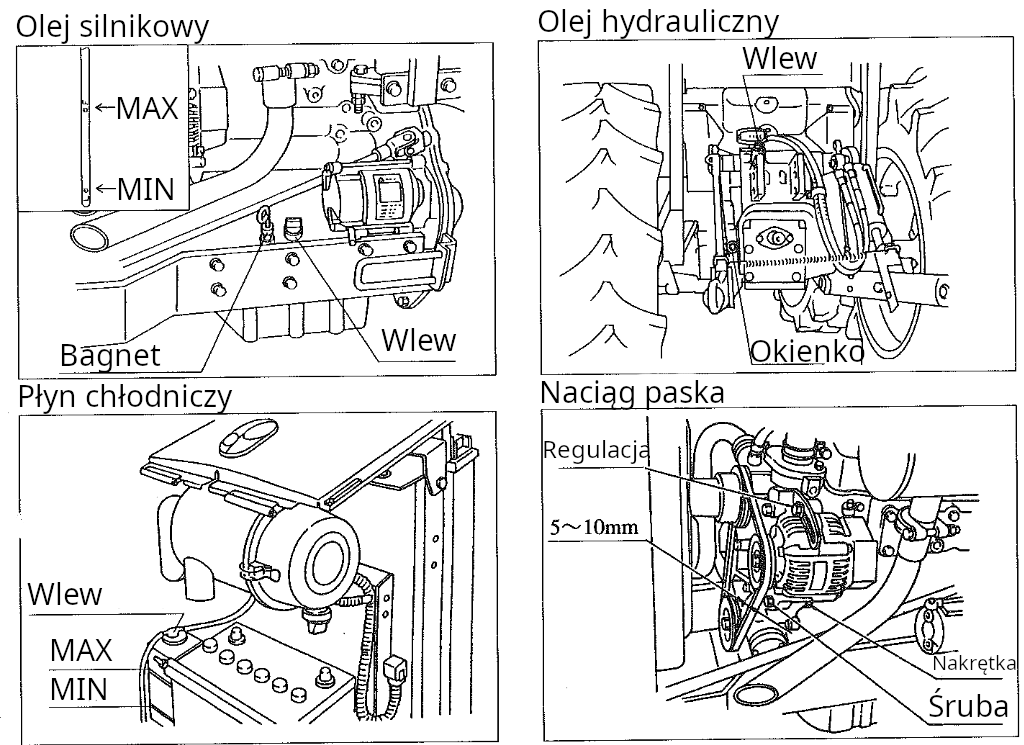 Olej silnikowy
MAX
MIN
Bagnet
Wlew
Olej hydrauliczny
Wlew
Okienko
Płyn chłodniczy
Wlew
MAX
MIN
Naciąg paska
Regulacja
5~10mm
Nakrętka
Śruba